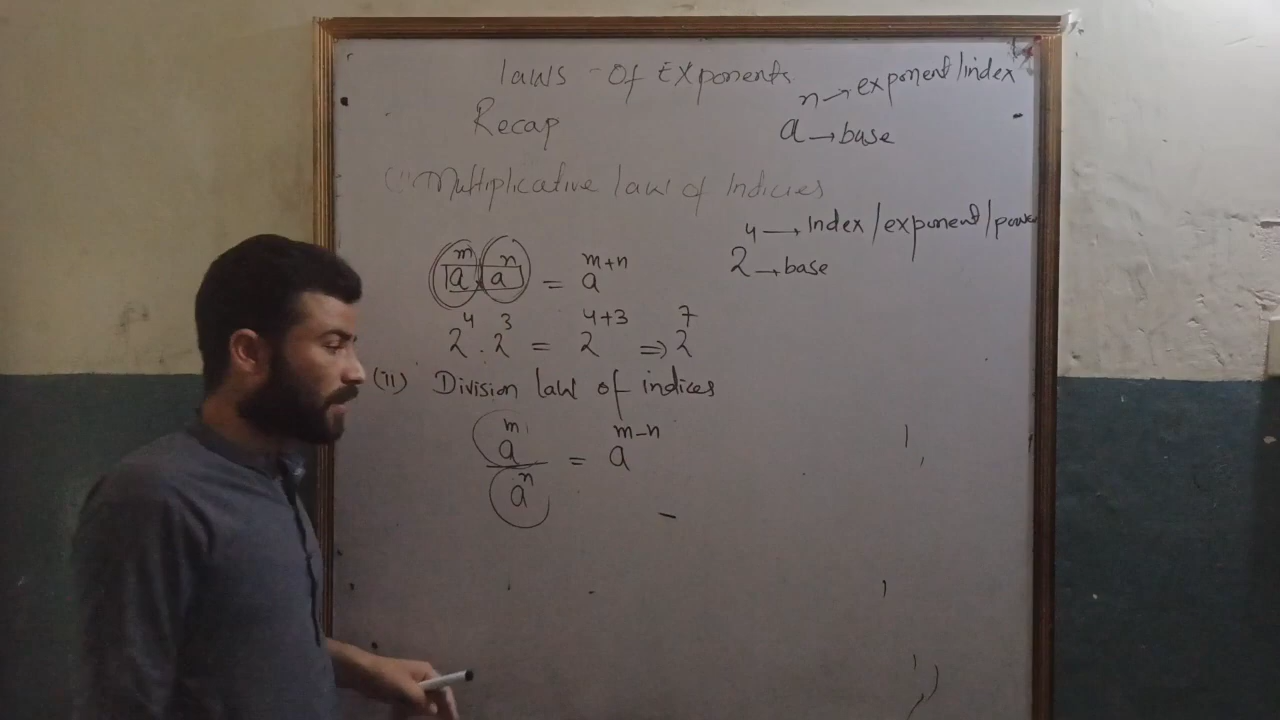 laws of Exponents
Recap
n → exponent/index
a → base
(i) Multiplicative law of Indicies
4 → Index/exponent/power
2 → base
a^m . a^n = a^{m+n}
2^4 . 2^3 = 2^{4+3} ⇒ 2^7
(II) Division law of indices
a^m / a^n = a^{m-n}